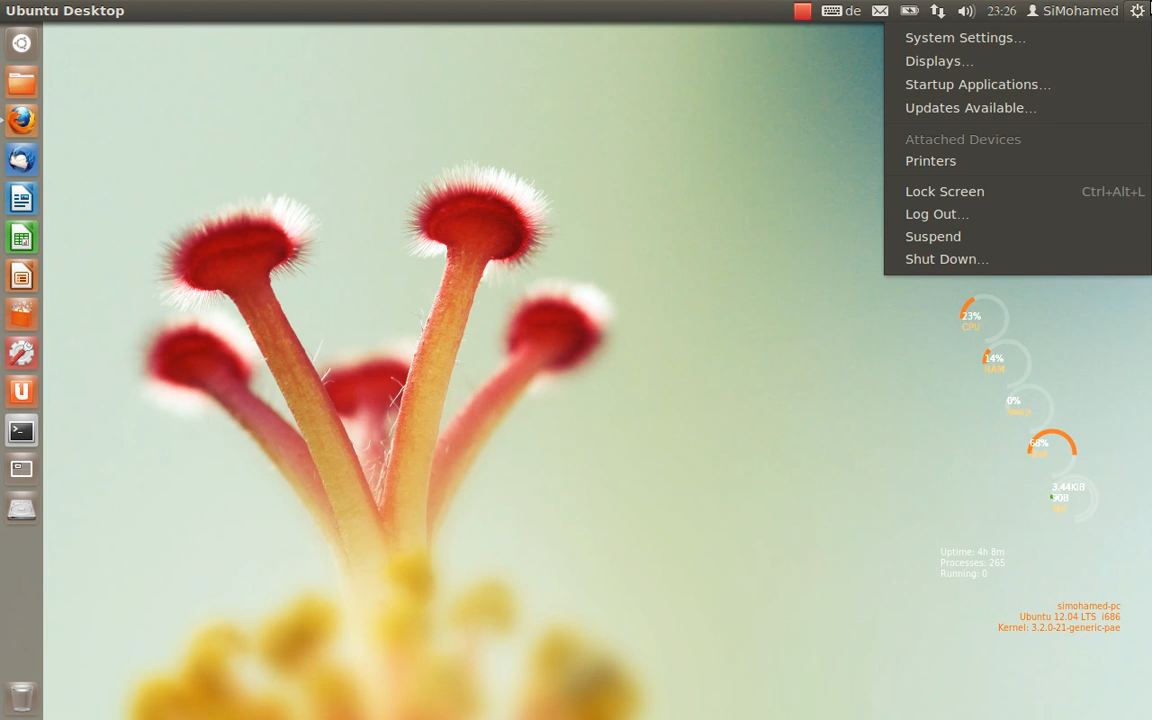 Ubuntu Desktop
de
23:26
SiMohamed
System Settings...
Displays...
Startup Applications...
Updates Available...
Attached Devices
Printers
Lock Screen Ctrl+Alt+L
Log Out...
Suspend
Shut Down...
23%
CPU
14%
RAM
0%
68%
3.44KiB
90B
Uptime: 4h 8m
Processes: 265
Running: 0
simohamed-pc
Ubuntu 12.04 LTS i686
Kernel: 3.2.0-21-generic-pae